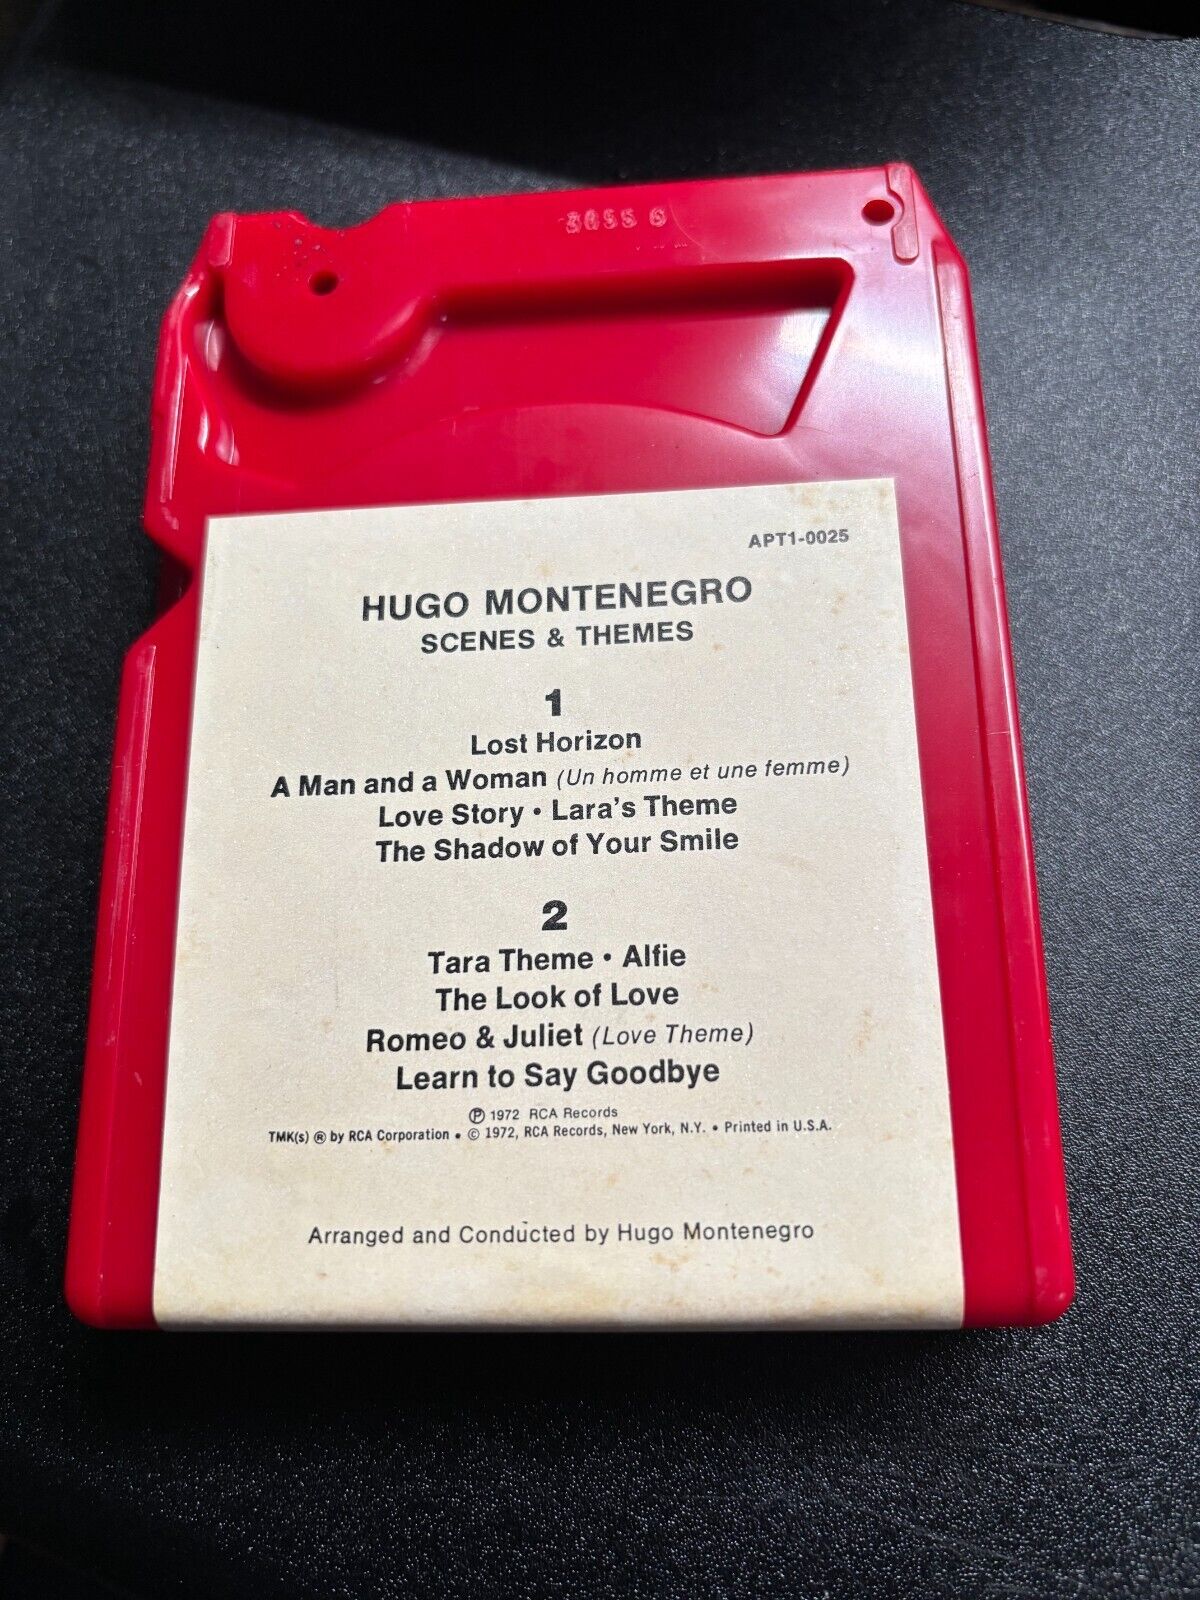 APT1-0025
HUGO MONTENEGRO
SCENES & THEMES
1
Lost Horizon
A Man and a Woman (Un homme et une femme)
Love Story • Lara's Theme
The Shadow of Your Smile
2
Tara Theme • Alfie
The Look of Love
Romeo & Juliet (Love Theme)
Learn to Say Goodbye
℗ 1972 RCA Records
TMK(s) ® by RCA Corporation • © 1972, RCA Records, New York, N.Y. • Printed in U.S.A.
Arranged and Conducted by Hugo Montenegro